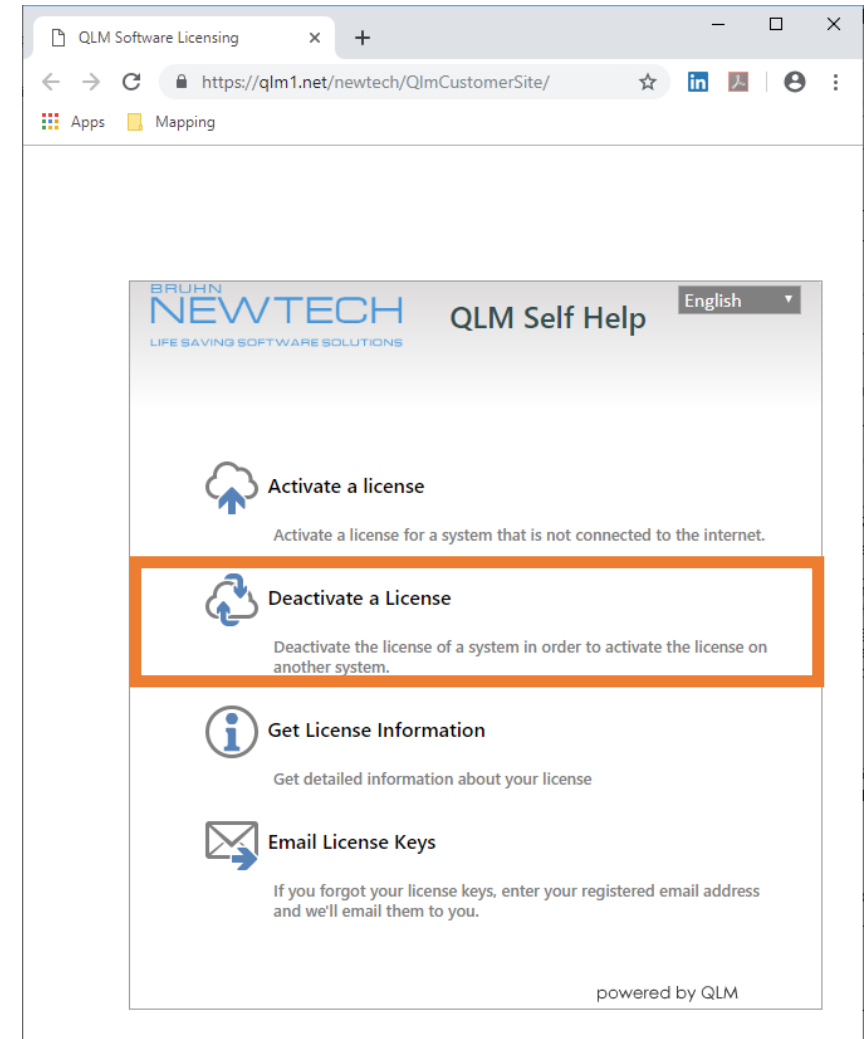 QLM Software Licensing
https://qlm1.net/newtech/QlmCustomerSite/
Apps Mapping
BRUHN
NEWTECH
LIFE SAVING SOFTWARE SOLUTIONS
QLM Self Help
English
Activate a license
Activate a license for a system that is not connected to the internet.
Deactivate a License
Deactivate the license of a system in order to activate the license on
another system.
Get License Information
Get detailed information about your license
Email License Keys
If you forgot your license keys, enter your registered email address
and we'll email them to you.
powered by QLM